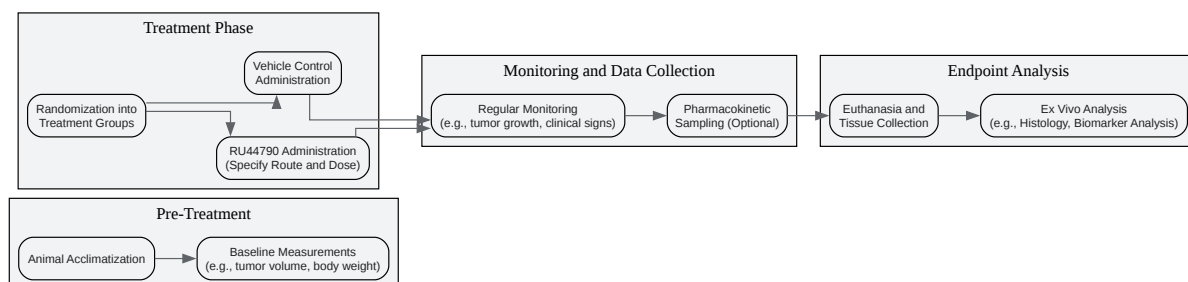 Treatment Phase
Randomization into
Treatment Groups
Vehicle Control
Administration
RU44790 Administration
(Specify Route and Dose)
Monitoring and Data Collection
Regular Monitoring
(e.g., tumor growth, clinical signs)
Pharmacokinetic
Sampling (Optional)
Endpoint Analysis
Euthanasia and
Tissue Collection
Ex Vivo Analysis
(e.g., Histology, Biomarker Analysis)
Pre-Treatment
Animal Acclimatization
Baseline Measurements
(e.g., tumor volume, body weight)